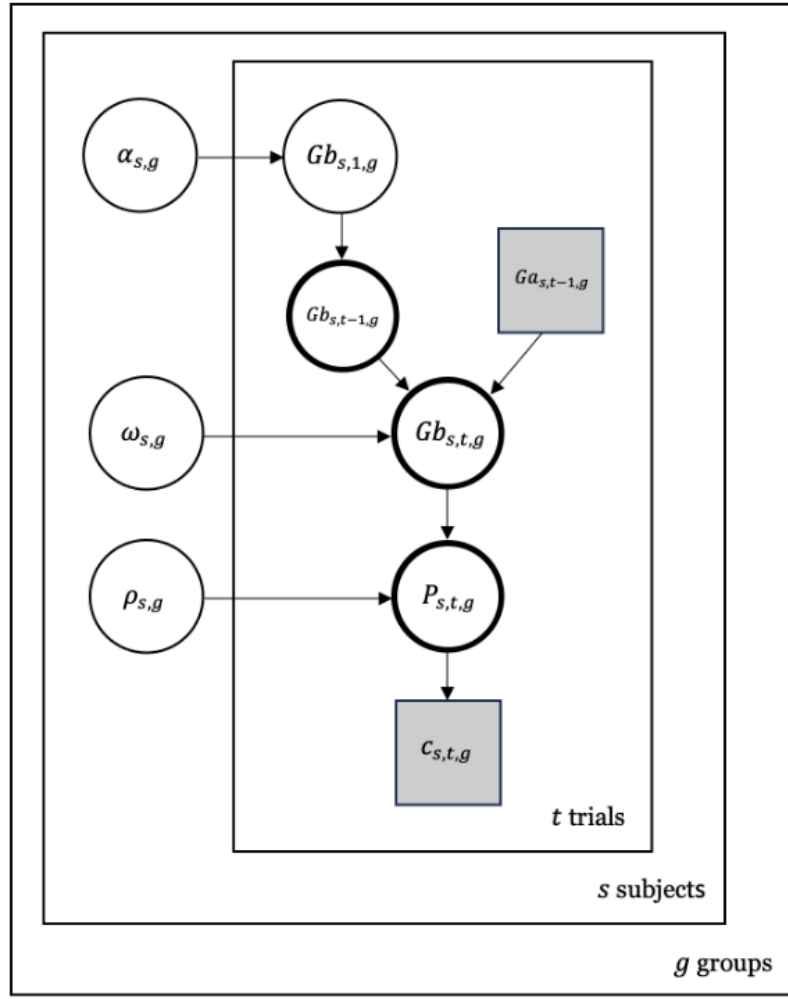 α_{s,g}
Gb_{s,1,g}
Ga_{s,t−1,g}
Gb_{s,t−1,g}
ω_{s,g}
Gb_{s,t,g}
ρ_{s,g}
P_{s,t,g}
c_{s,t,g}
t trials
s subjects
g groups